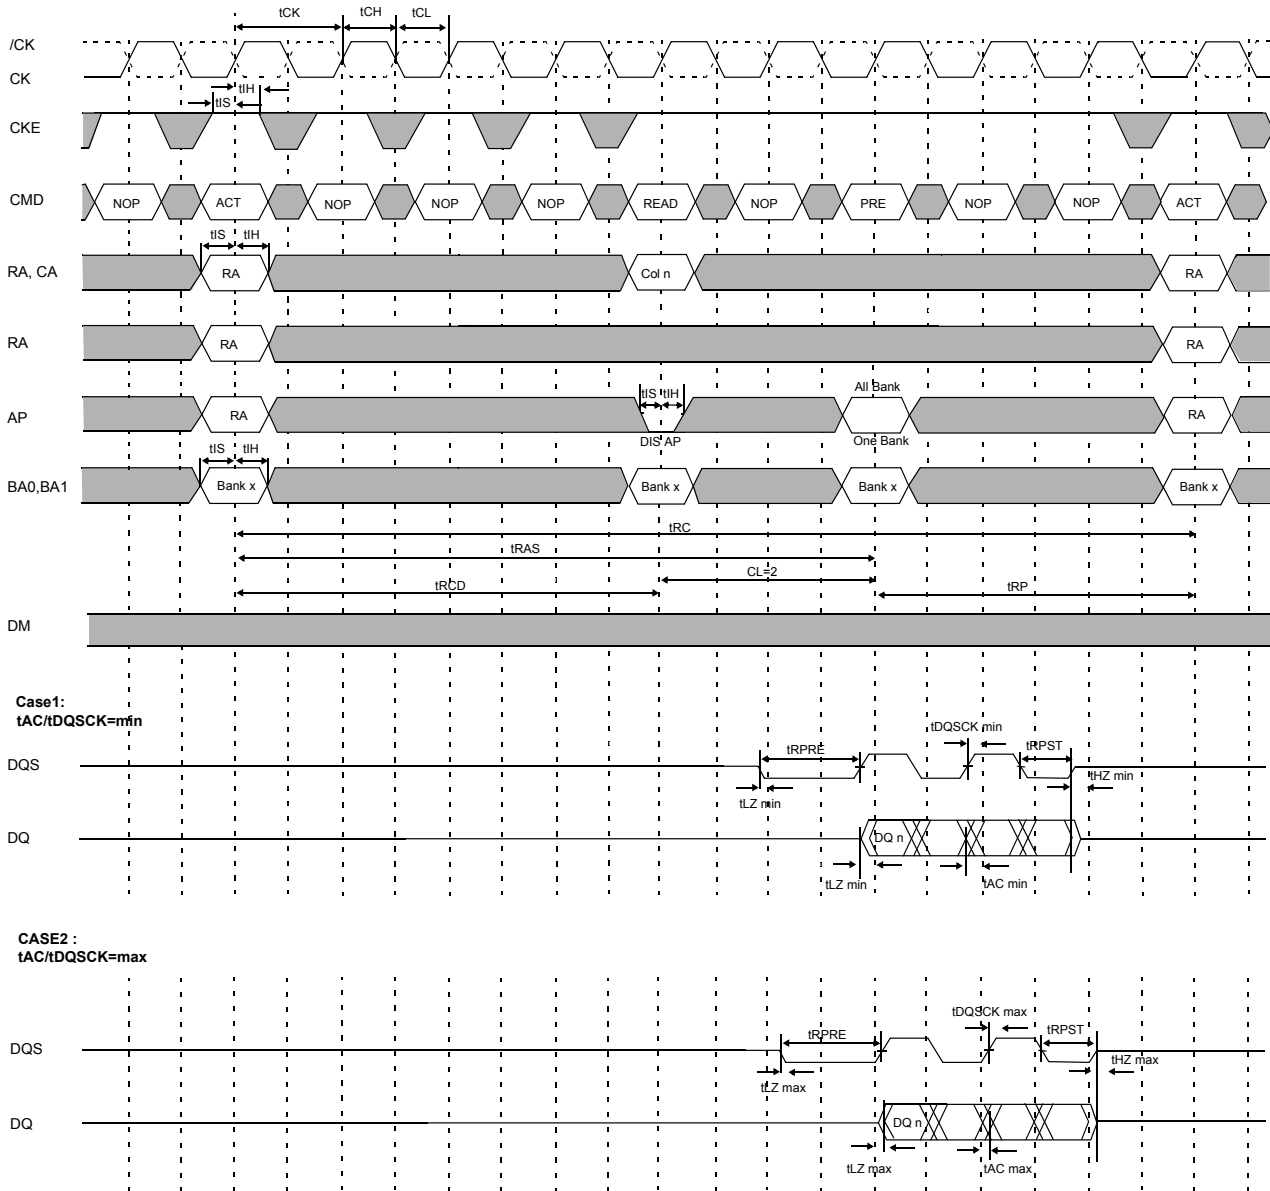 tCK tCH tCL
/CK
CK
tIH
tIS
CKE
CMD NOP ACT NOP NOP NOP READ NOP PRE NOP NOP ACT
tIS tIH
RA, CA RA Col n RA
RA RA RA
tIS tIH All Bank
AP RA RA
DIS AP One Bank
tIS tIH
BA0,BA1 Bank x Bank x Bank x Bank x
tRC
tRAS
CL=2
tRCD tRP
DM
Case1:
tAC/tDQSCK=min
tDQSCK min
tRPRE tRPST
DQS
tHZ min
tLZ min
DQ DQ n
tLZ min tAC min
CASE2 :
tAC/tDQSCK=max
tDQSCK max
tRPRE tRPST
DQS
tHZ max
tLZ max
DQ DQ n
tLZ max tAC max